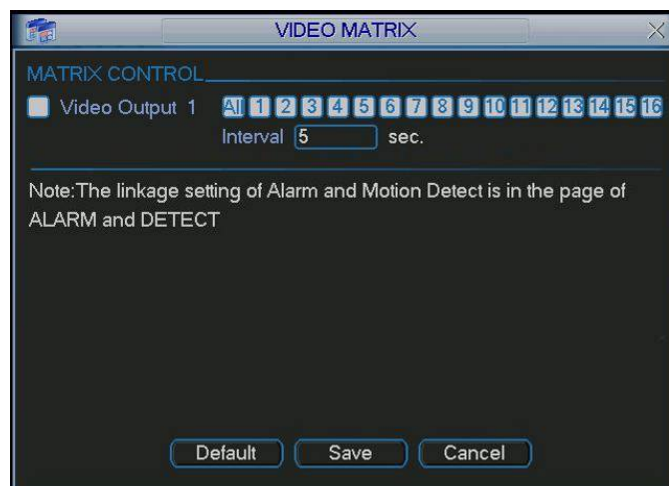 VIDEO MATRIX
MATRIX CONTROL
Video Output 1 All 1 2 3 4 5 6 7 8 9 10 11 12 13 14 15 16
Interval 5 sec.
Note:The linkage setting of Alarm and Motion Detect is in the page of
ALARM and DETECT
Default Save Cancel